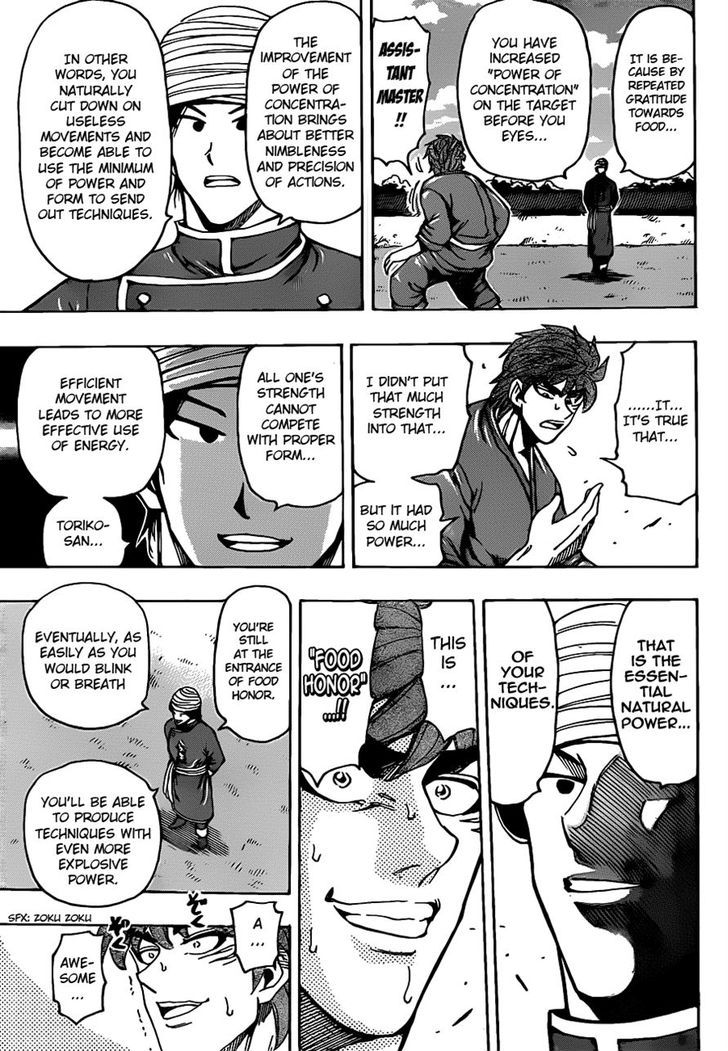 IT IS BE-
CAUSE BY
REPEATED
GRATITUDE
TOWARDS
FOOD...
YOU HAVE
INCREASED
"POWER OF
CONCENTRATION"
ON THE TARGET
BEFORE YOU
EYES...
ASSIS-
TANT
MASTER
!!
THE
IMPROVEMENT
OF THE
POWER OF
CONCENTRA-
TION BRINGS
ABOUT BETTER
NIMBLENESS
AND PRECISION
OF ACTIONS.
IN OTHER
WORDS, YOU
NATURALLY
CUT DOWN ON
USELESS
MOVEMENTS AND
BECOME ABLE TO
USE THE MINIMUM
OF POWER AND
FORM TO SEND
OUT TECHNIQUES.
......IT...
IT'S TRUE
THAT...
I DIDN'T PUT
THAT MUCH
STRENGTH
INTO THAT...
BUT IT HAD
SO MUCH
POWER...
ALL ONE'S
STRENGTH
CANNOT
COMPETE
WITH PROPER
FORM...
EFFICIENT
MOVEMENT
LEADS TO MORE
EFFECTIVE USE
OF ENERGY.
TORIKO-
SAN...
THAT
IS THE
ESSEN-
TIAL
NATURAL
POWER...
OF
YOUR
TECH-
NIQUES.
THIS
IS
...
"FOOD
HONOR"
...!!
YOU'RE
STILL
AT THE
ENTRANCE
OF FOOD
HONOR.
EVENTUALLY, AS
EASILY AS YOU
WOULD BLINK
OR BREATH
YOU'LL BE ABLE
TO PRODUCE
TECHNIQUES WITH
EVEN MORE
EXPLOSIVE
POWER.
SFX: ZOKU ZOKU
ぞく
ぞく
A
...
AWE-
SOME
...